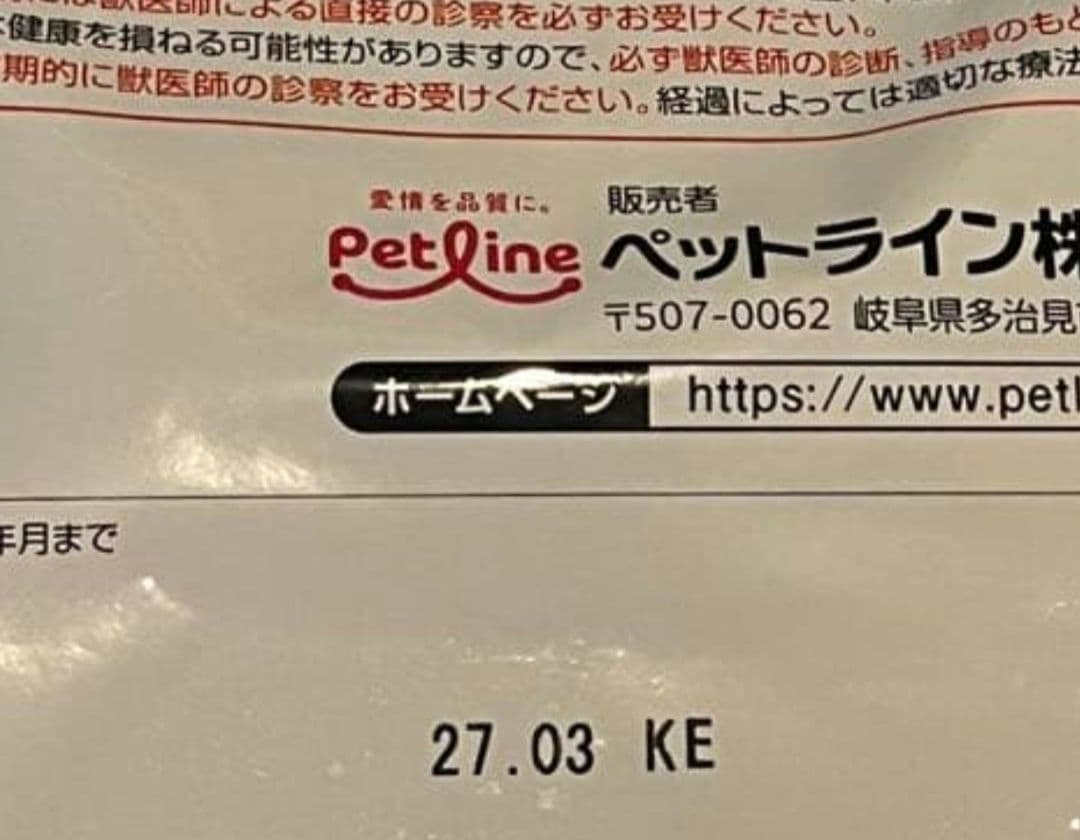 獣医師による直接の診察を必ずお受けください。
健康を損ねる可能性がありますので、必ず獣医師の診断、指導のもと
期的に獣医師の診察をお受けください。経過によっては適切な療法
愛情を品質に。
Petline
販売者
ペットライン株
〒507-0062 岐阜県多治見
ホームページ https://www.petl
年月まで
27.03 KE